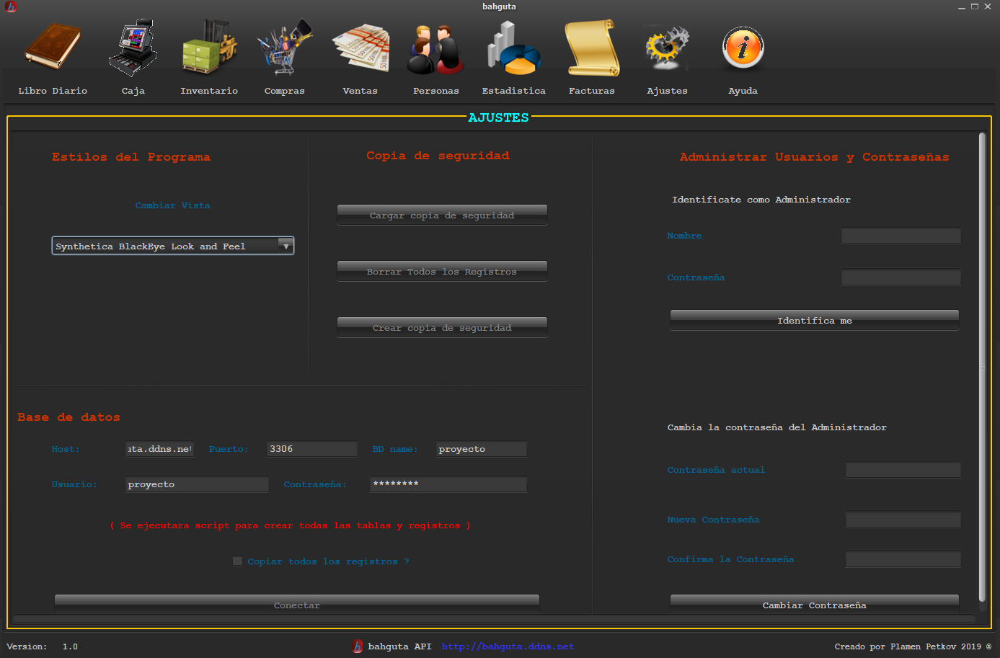 bahguta
Libro Diario
Caja
Inventario
Compras
Ventas
Personas
Estadistica
Facturas
Ajustes
Ayuda
AJUSTES
Estilos del Programa
Cambiar Vista
Synthetica BlackEye Look and Feel
Copia de seguridad
Cargar copia de seguridad
Borrar Todos los Registros
Crear copia de seguridad
Administrar Usuarios y Contraseñas
Identificate como Administrador
Nombre
Contraseña
Identifica me
Base de datos
Host: ita.ddns.net Puerto: 3306 BD name: proyecto
Usuario: proyecto Contraseña: ********
( Se ejecutara script para crear todas las tablas y registros )
Copiar todos los registros ?
Conectar
Cambia la contraseña del Administrador
Contraseña actual
Nueva Contraseña
Confirma la Contraseña
Cambiar Contraseña
Version: 1.0
bahguta API http://bahguta.ddns.net
Creado por Plamen Petkov 2019 ©